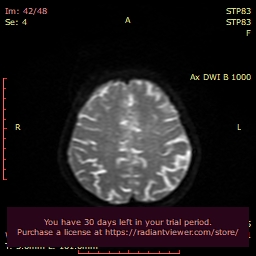 Im: 42/48
STP83
Se: 4
STP83
F
A
Ax DWI B 1000
R
L
You have 30 days left in your trial period.
Purchase a license at https://radiantviewer.com/store/